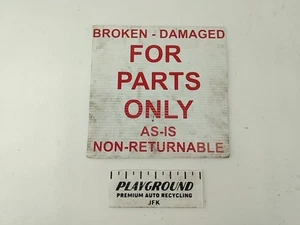 BROKEN - DAMAGED
FOR
PARTS
ONLY
AS-IS
NON-RETURNABLE
PLAYGROUND
PREMIUM AUTO RECYCLING
JFK